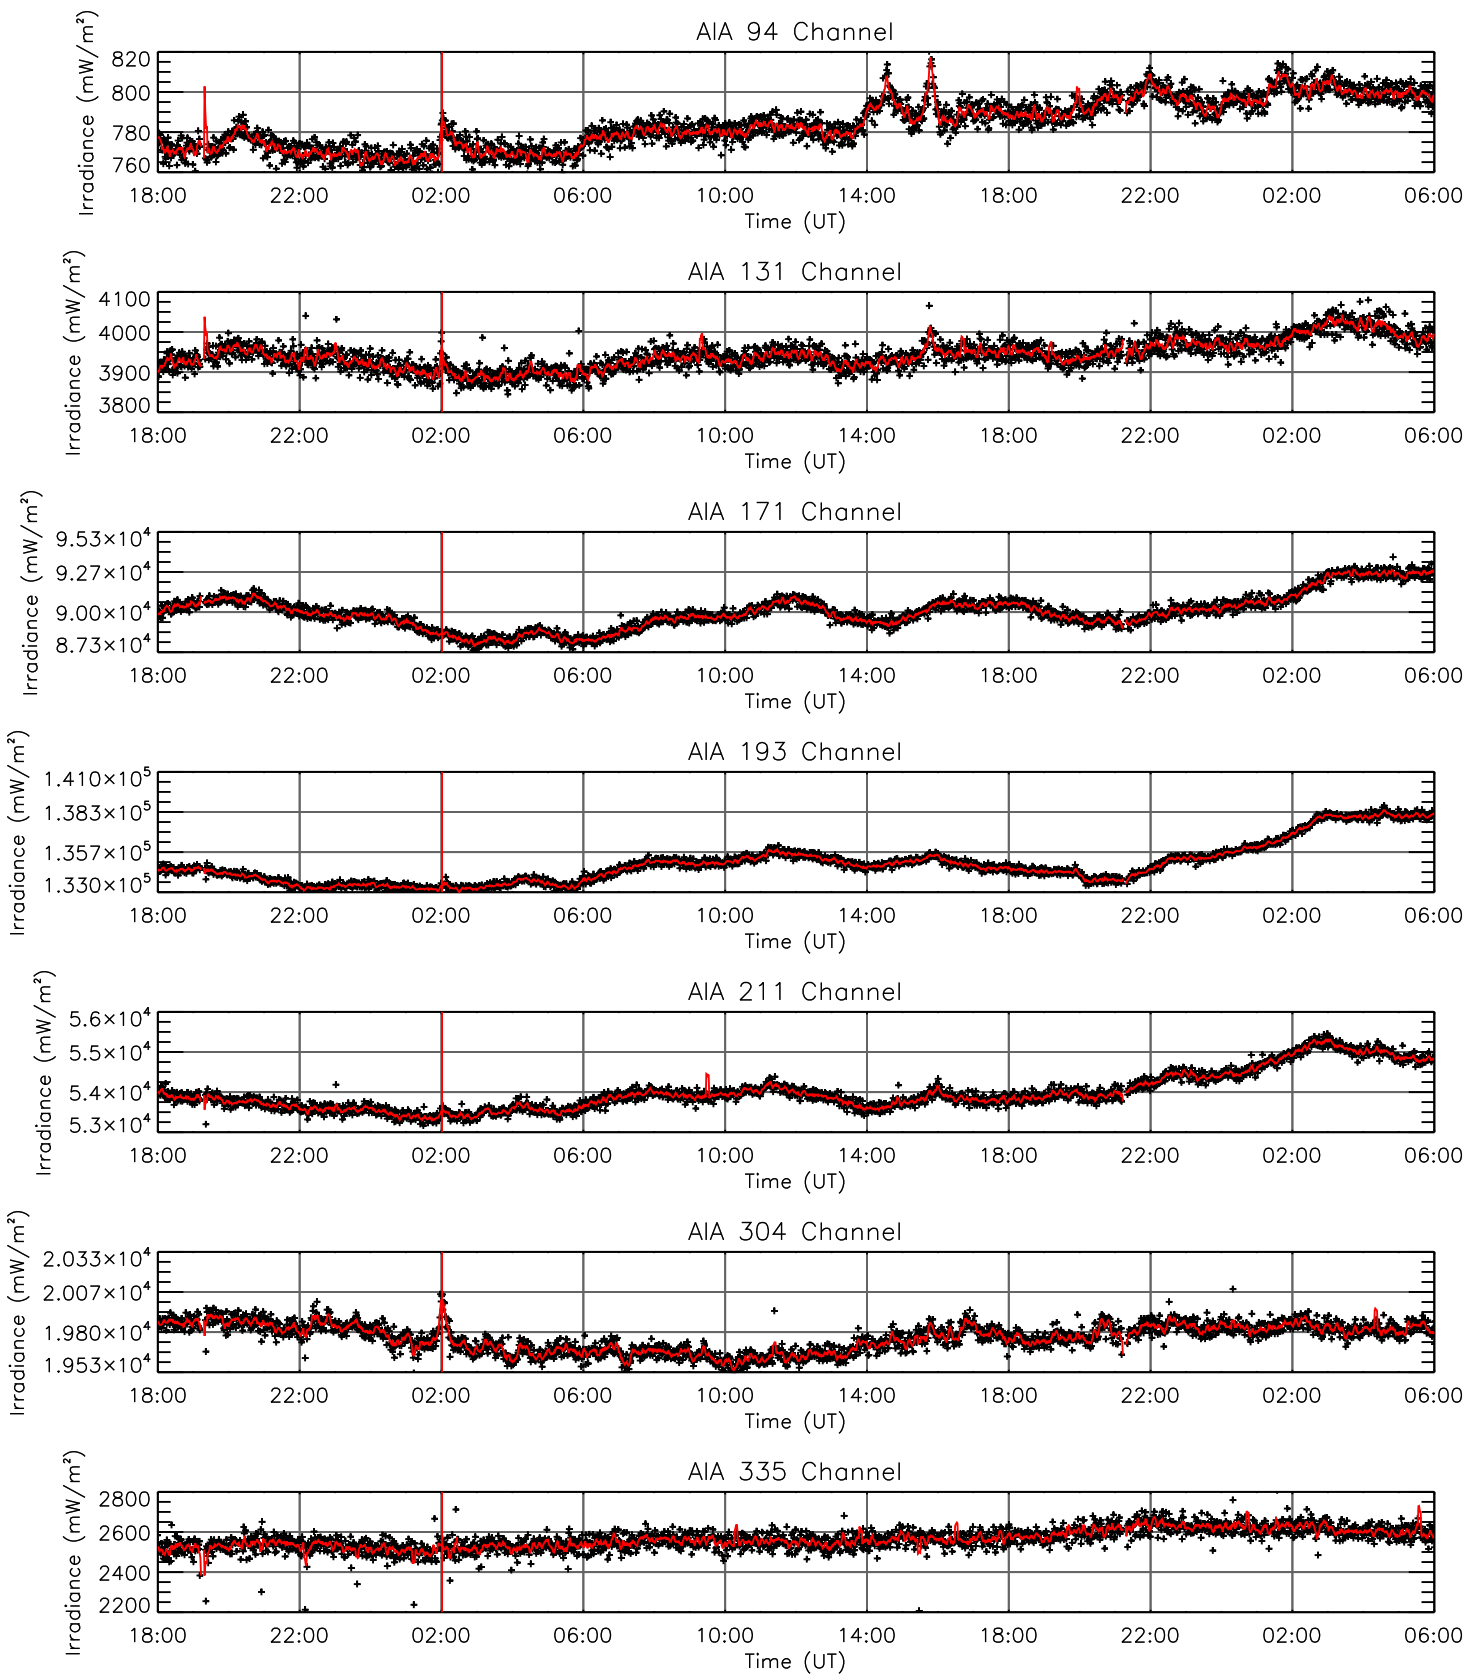 AIA 94 Channel
Irradiance (mW/m²)
820
800
780
760
18:00 22:00 02:00 06:00 10:00 14:00 18:00 22:00 02:00 06:00
Time (UT)
AIA 131 Channel
Irradiance (mW/m²)
4100
4000
3900
3800
18:00 22:00 02:00 06:00 10:00 14:00 18:00 22:00 02:00 06:00
Time (UT)
AIA 171 Channel
Irradiance (mW/m²)
9.53×10⁴
9.27×10⁴
9.00×10⁴
8.73×10⁴
18:00 22:00 02:00 06:00 10:00 14:00 18:00 22:00 02:00 06:00
Time (UT)
AIA 193 Channel
Irradiance (mW/m²)
1.410×10⁵
1.383×10⁵
1.357×10⁵
1.330×10⁵
18:00 22:00 02:00 06:00 10:00 14:00 18:00 22:00 02:00 06:00
Time (UT)
AIA 211 Channel
Irradiance (mW/m²)
5.6×10⁴
5.5×10⁴
5.4×10⁴
5.3×10⁴
18:00 22:00 02:00 06:00 10:00 14:00 18:00 22:00 02:00 06:00
Time (UT)
AIA 304 Channel
Irradiance (mW/m²)
2.033×10⁴
2.007×10⁴
1.980×10⁴
1.953×10⁴
18:00 22:00 02:00 06:00 10:00 14:00 18:00 22:00 02:00 06:00
Time (UT)
AIA 335 Channel
Irradiance (mW/m²)
2800
2600
2400
2200
18:00 22:00 02:00 06:00 10:00 14:00 18:00 22:00 02:00 06:00
Time (UT)